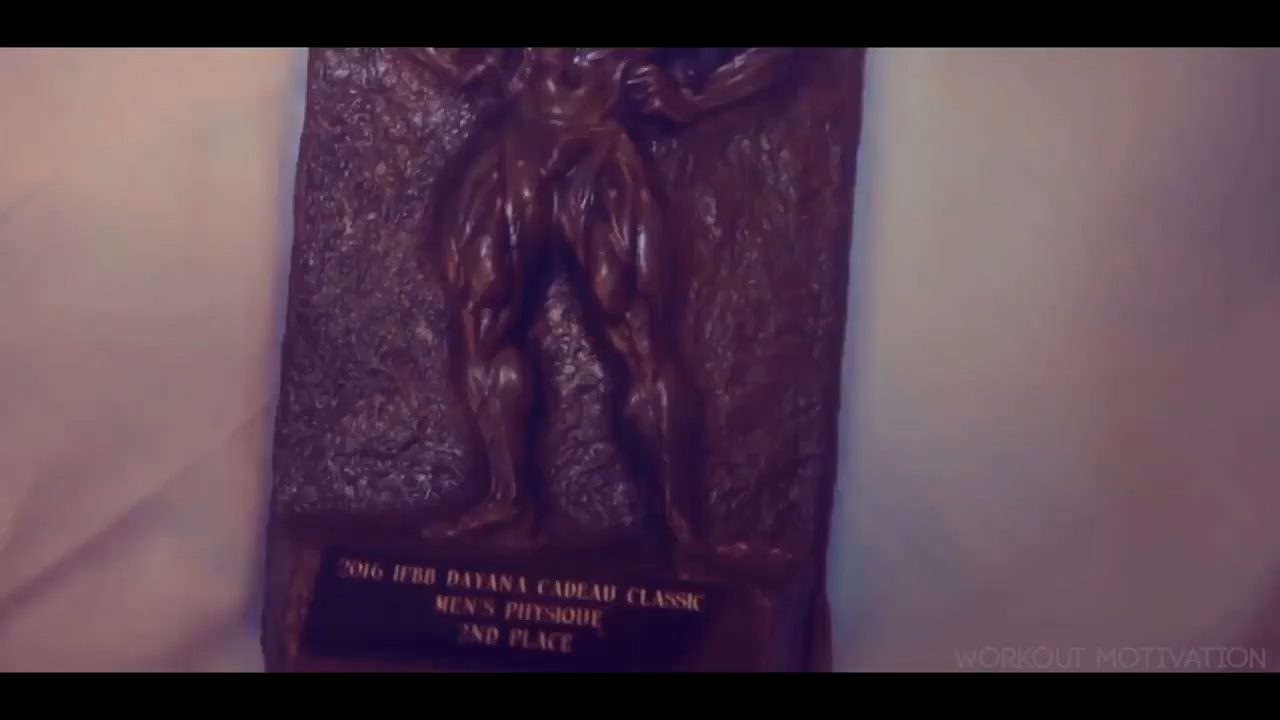 2016 IFBB DAYANA CADEAU CLASSIC
MEN'S PHYSIQUE
2ND PLACE
WORKOUT MOTIVATION